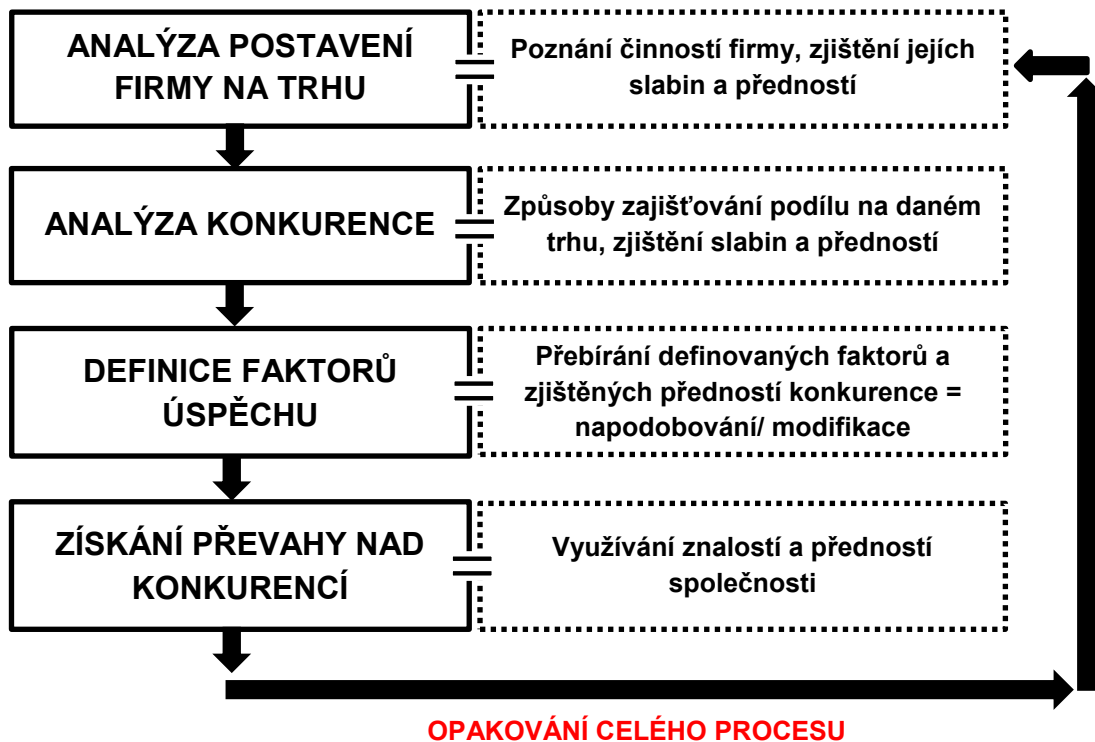 ANALÝZA POSTAVENÍ
FIRMY NA TRHU
Poznání činností firmy, zjištění jejích
slabin a předností
ANALÝZA KONKURENCE
Způsoby zajišťování podílu na daném
trhu, zjištění slabin a předností
DEFINICE FAKTORŮ
ÚSPĚCHU
Přebírání definovaných faktorů a
zjištěných předností konkurence =
napodobování/ modifikace
ZÍSKÁNÍ PŘEVAHY NAD
KONKURENCÍ
Využívání znalostí a předností
společnosti
OPAKOVÁNÍ CELÉHO PROCESU